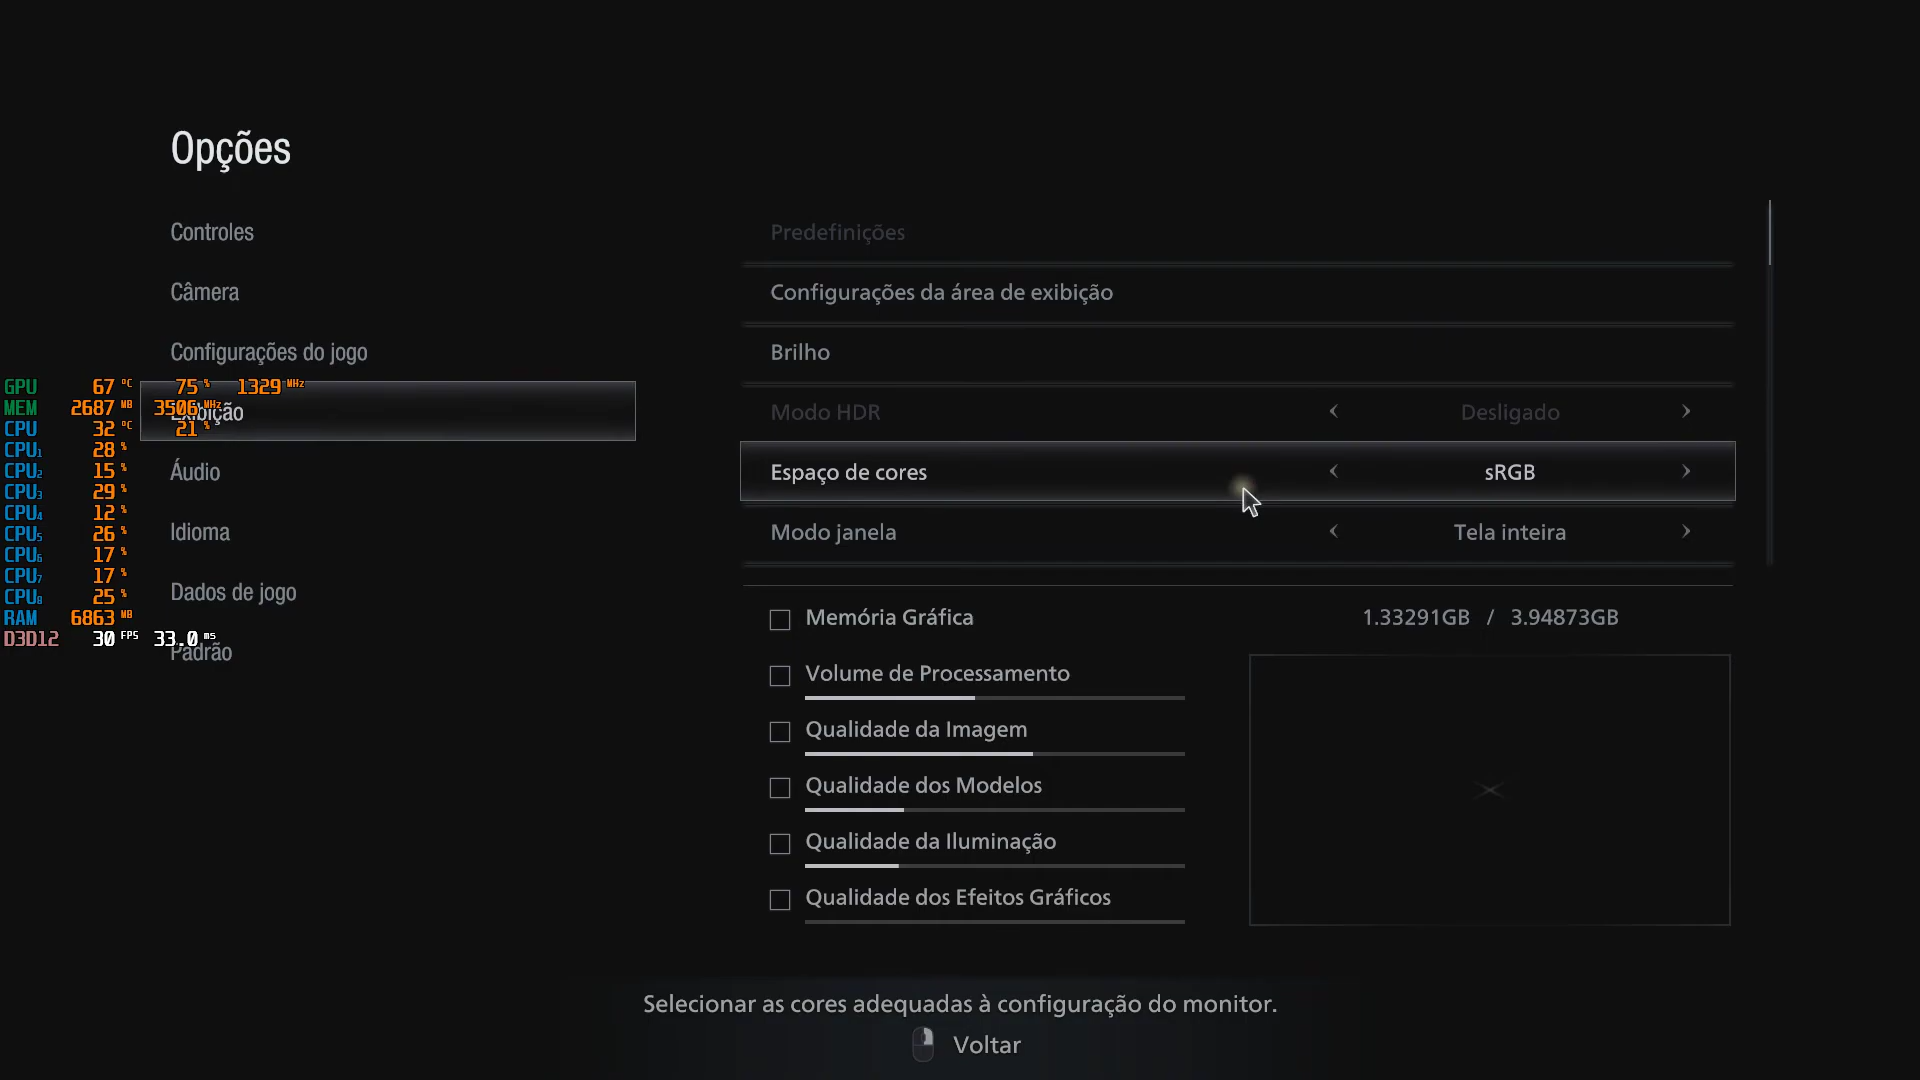 Opções
Controles
Câmera
Configurações do jogo
Exibição
Áudio
Idioma
Dados de jogo
Padrão
GPU 67 °C 75 % 1329 MHz
MEM 2687 MB 3506 MHz
CPU 32 °C 21 %
CPU1 28 %
CPU2 15 %
CPU3 29 %
CPU4 12 %
CPU5 26 %
CPU6 17 %
CPU7 17 %
CPU8 25 %
RAM 6863 MB
D3D12 30 FPS 33.0 ms
Predefinições
Configurações da área de exibição
Brilho
Modo HDR Desligado
Espaço de cores sRGB
Modo janela Tela inteira
Memória Gráfica 1.33291GB / 3.94873GB
Volume de Processamento
Qualidade da Imagem
Qualidade dos Modelos
Qualidade da Iluminação
Qualidade dos Efeitos Gráficos
Selecionar as cores adequadas à configuração do monitor.
Voltar